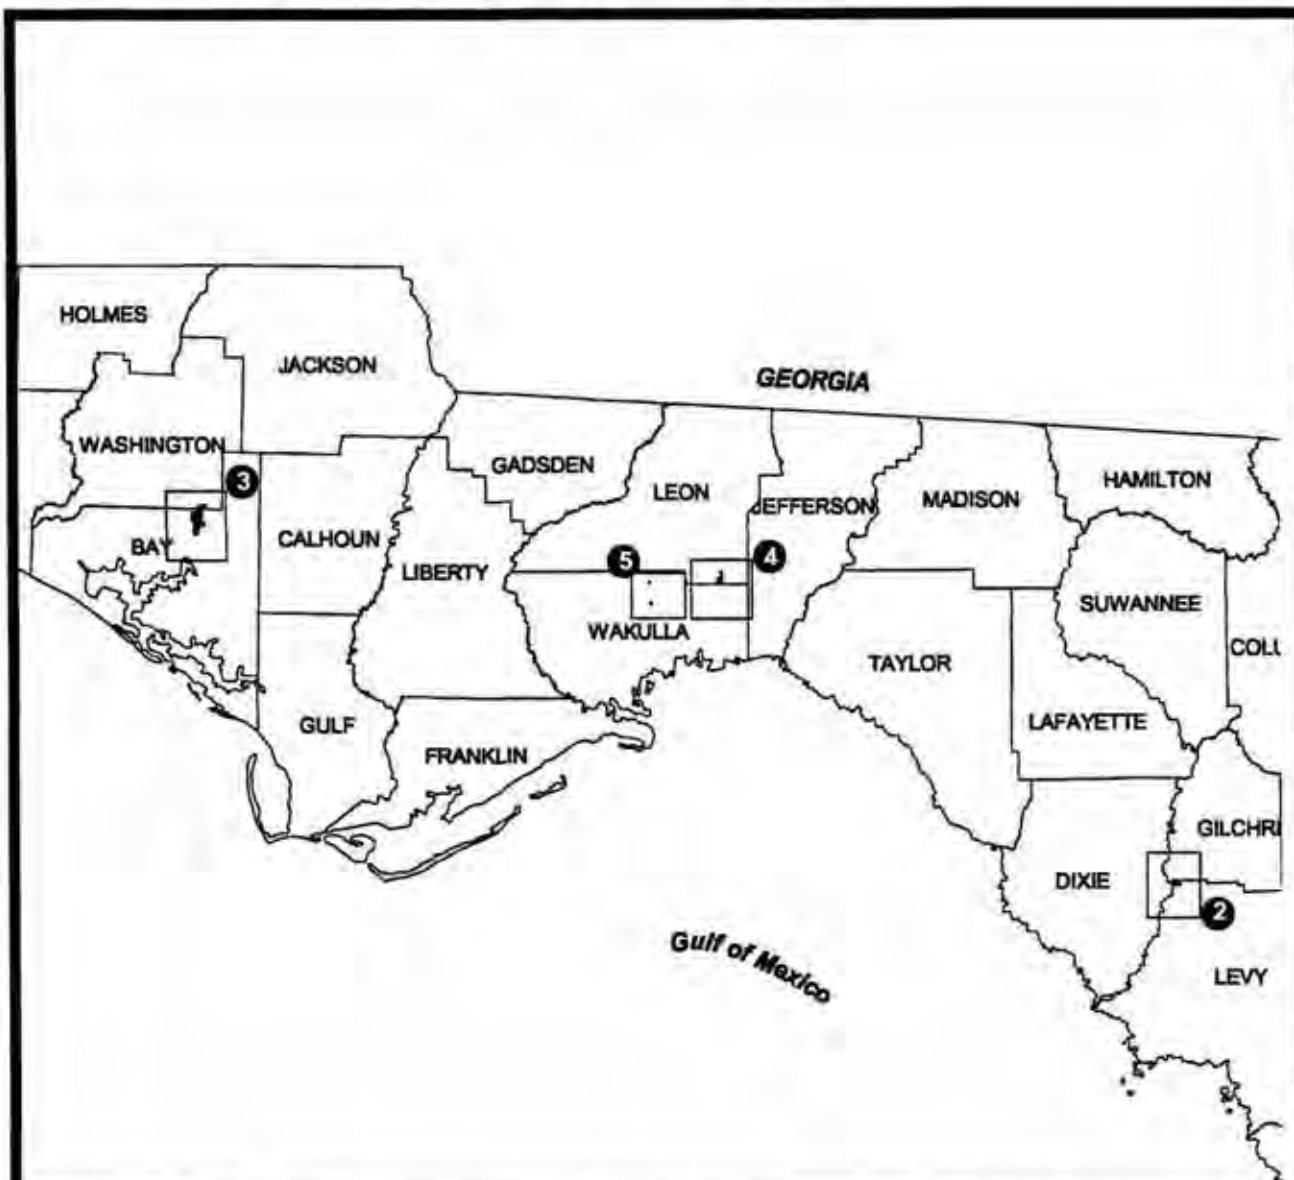 HOLMES
JACKSON
GEORGIA
WASHINGTON
3
GADSDEN
LEON
JEFFERSON
MADISON
HAMILTON
BAY
CALHOUN
LIBERTY
5
4
WAKULLA
SUWANNEE
TAYLOR
COLU
GULF
FRANKLIN
LAFAYETTE
GILCHRI
DIXIE
2
Gulf of Mexico
LEVY